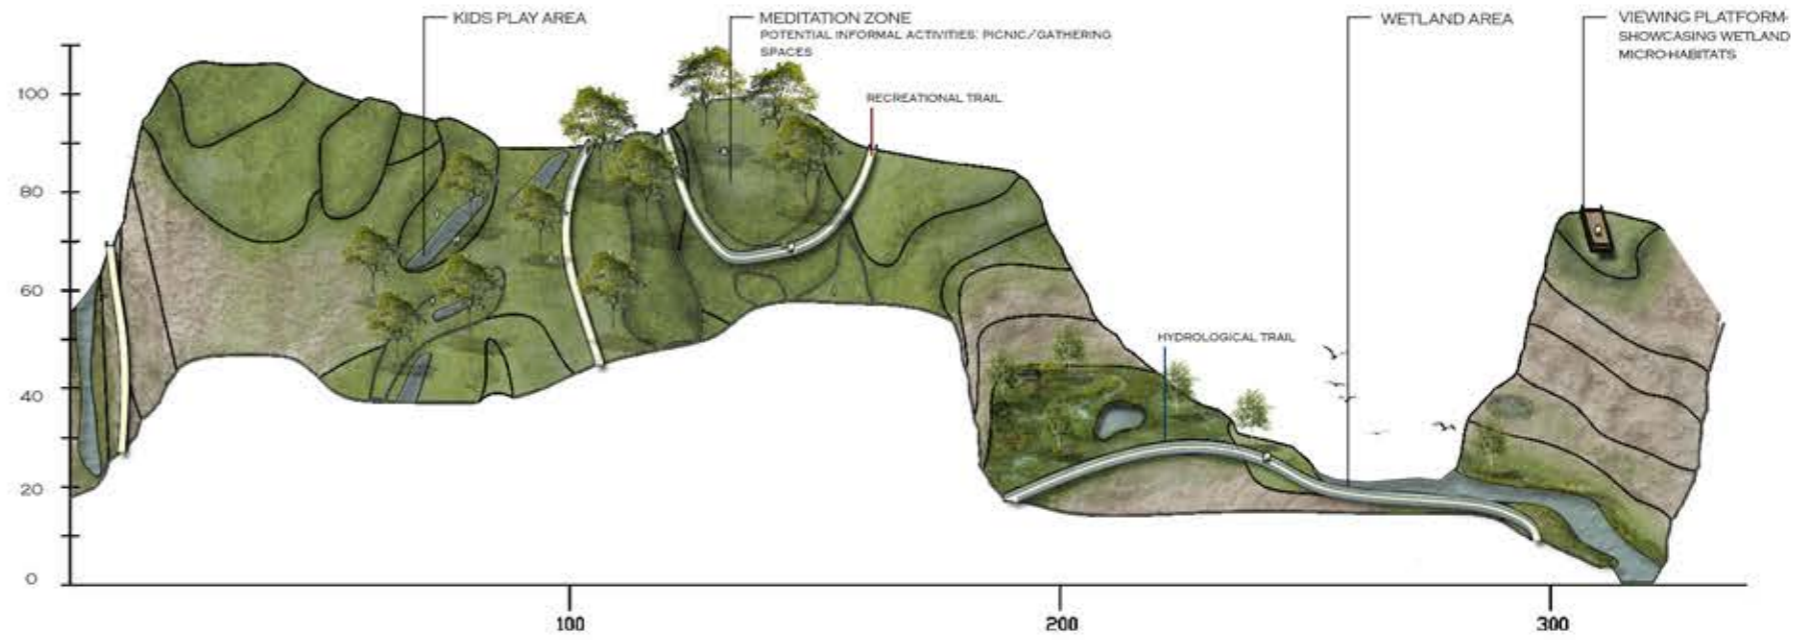 KIDS PLAY AREA
MEDITATION ZONE
POTENTIAL INFORMAL ACTIVITIES: PICNIC/GATHERING
SPACES
WETLAND AREA
VIEWING PLATFORM-
SHOWCASING WETLAND
MICRO-HABITATS
RECREATIONAL TRAIL
HYDROLOGICAL TRAIL
100
80
60
40
20
0
100
200
300